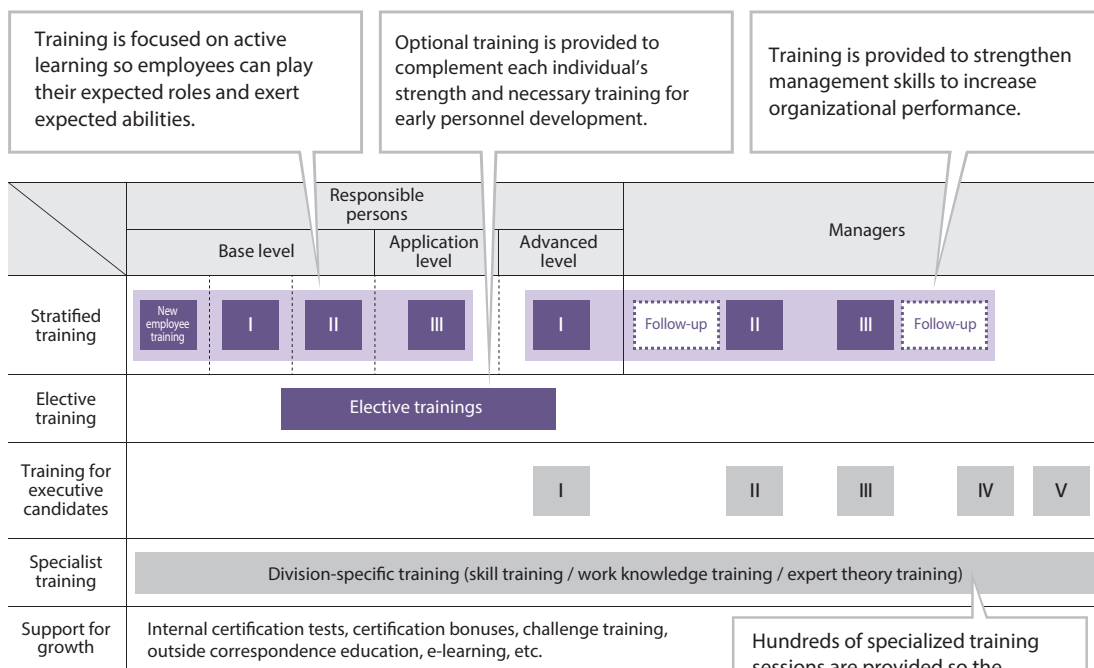 Training is focused on active
learning so employees can play
their expected roles and exert
expected abilities.
Optional training is provided to
complement each individual’s
strength and necessary training for
early personnel development.
Training is provided to strengthen
management skills to increase
organizational performance.
Responsible
persons
Managers
Base level
Application
level
Advanced
level
Stratified
training
New
employee
training
I
II
III
I
Follow-up
II
III
Follow-up
Elective
training
Elective trainings
Training for
executive
candidates
I
II
III
IV
V
Specialist
training
Division-specific training (skill training / work knowledge training / expert theory training)
Support for
growth
Internal certification tests, certification bonuses, challenge training,
outside correspondence education, e-learning, etc.
Hundreds of specialized training
sessions are provided so the